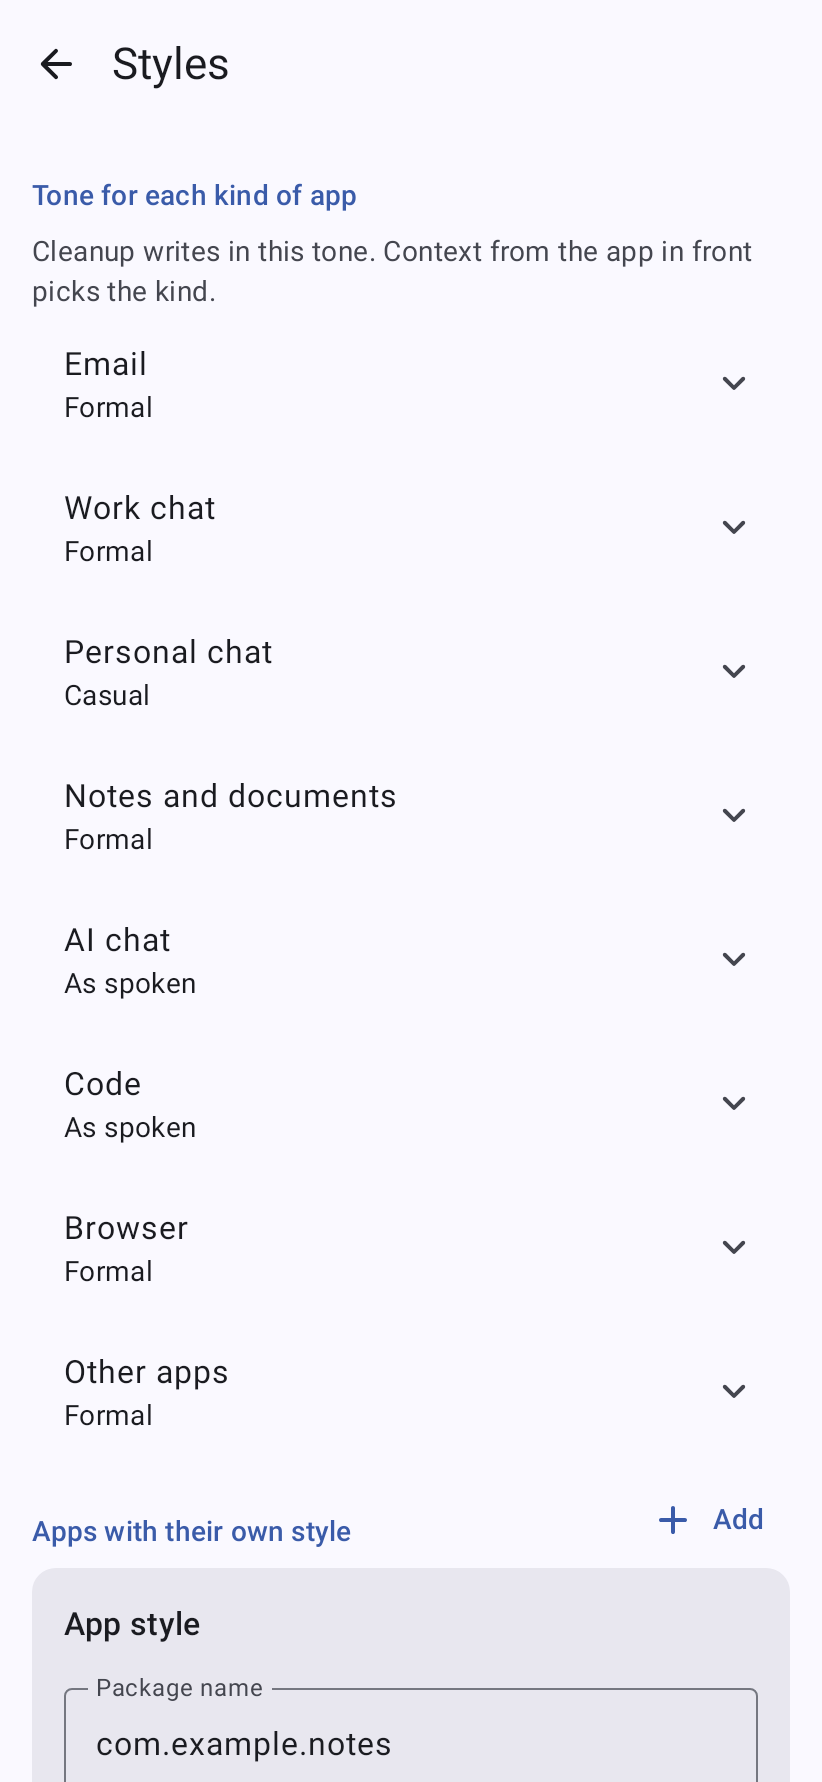 Styles
Tone for each kind of app
Cleanup writes in this tone. Context from the app in front
picks the kind.
Email
Formal
Work chat
Formal
Personal chat
Casual
Notes and documents
Formal
AI chat
As spoken
Code
As spoken
Browser
Formal
Other apps
Formal
Apps with their own style
Add
App style
Package name
com.example.notes